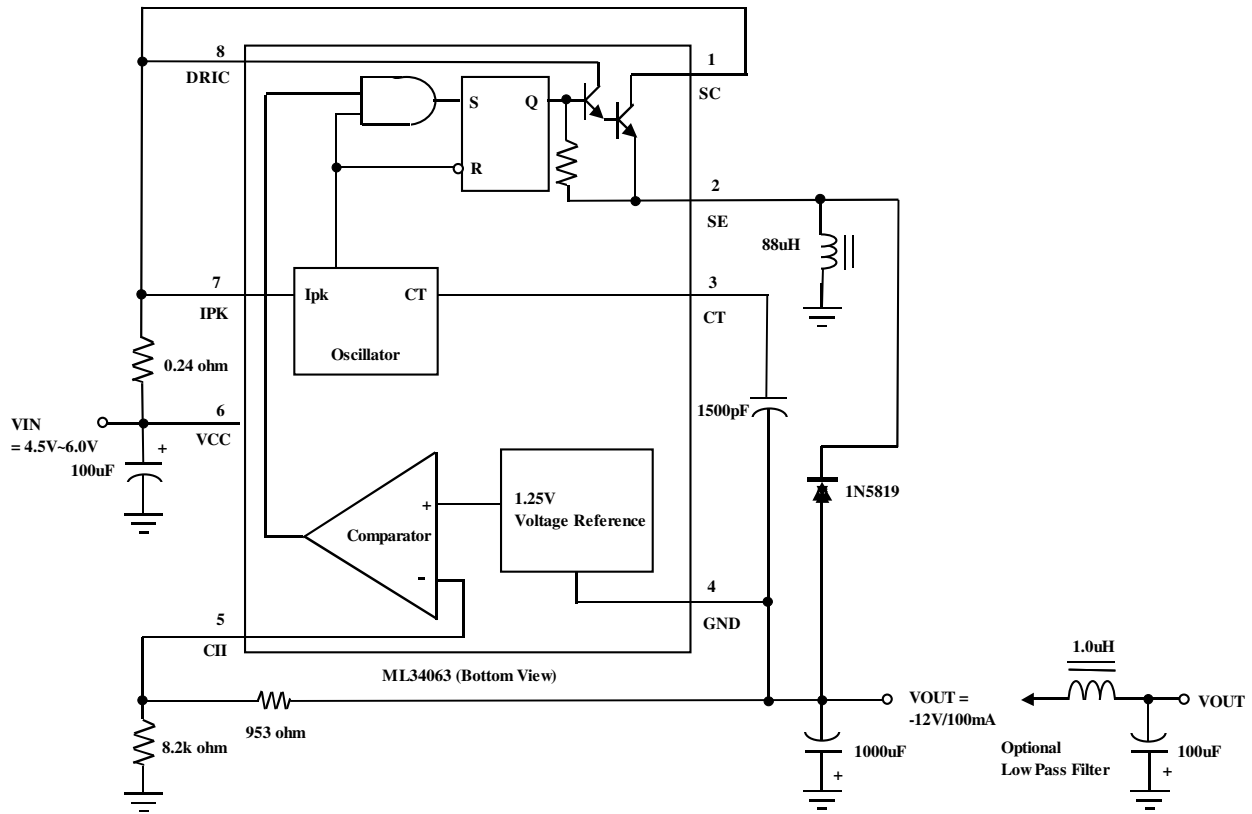 8
DRIC
1
SC
S
Q
R
2
SE
88uH
7
IPK
Ipk
CT
Oscillator
3
CT
0.24 ohm
VIN
= 4.5V~6.0V
6
VCC
100uF
+
1500pF
1N5819
Comparator
+
-
1.25V
Voltage Reference
4
GND
5
CII
ML34063 (Bottom View)
953 ohm
8.2k ohm
VOUT =
-12V/100mA
1000uF
+
1.0uH
VOUT
Optional
Low Pass Filter
100uF
+